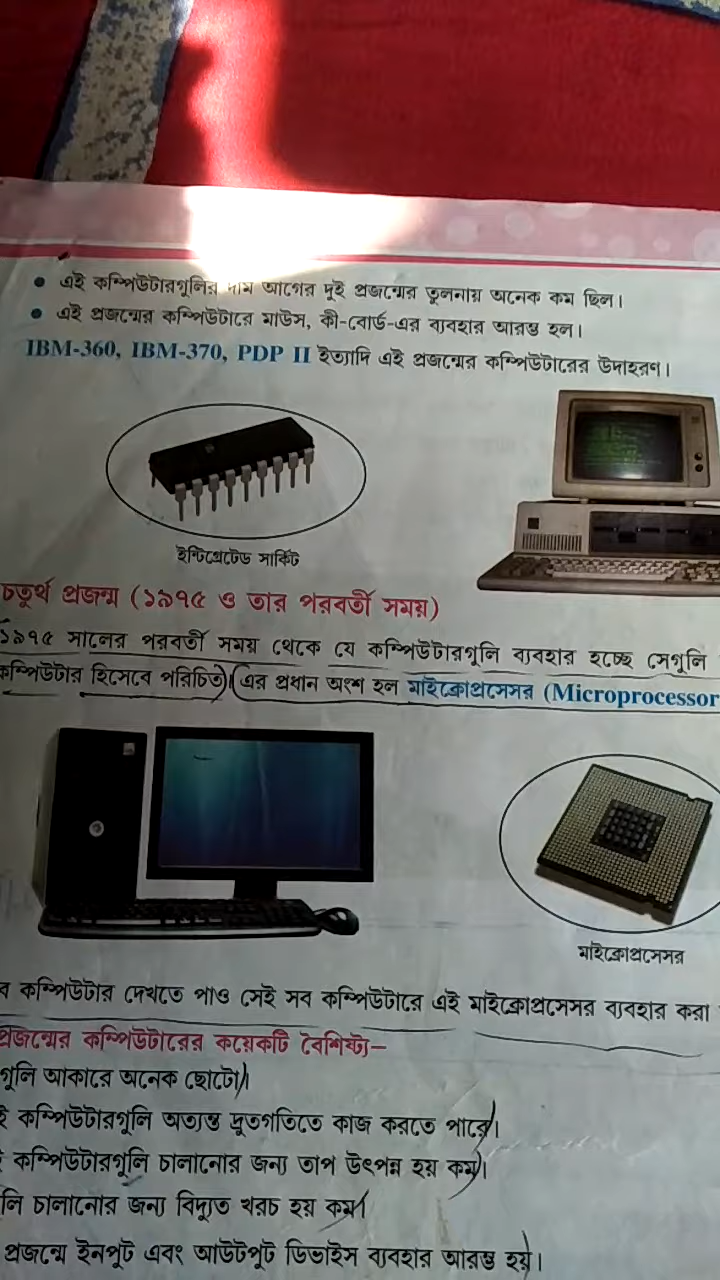 এই কম্পিউটারগুলির দাম আগের দুই প্রজন্মের তুলনায় অনেক কম ছিল।
এই প্রজন্মের কম্পিউটারে মাউস, কী-বোর্ড-এর ব্যবহার আরম্ভ হল।
IBM-360, IBM-370, PDP II ইত্যাদি এই প্রজন্মের কম্পিউটারের উদাহরণ।
ইন্টিগ্রেটেড সার্কিট
চতুর্থ প্রজন্ম (১৯৭৫ ও তার পরবর্তী সময়)
১৯৭৫ সালের পরবর্তী সময় থেকে যে কম্পিউটারগুলি ব্যবহার হচ্ছে সেগুলি
কম্পিউটার হিসেবে পরিচিত। এর প্রধান অংশ হল মাইক্রোপ্রসেসর (Microprocessor
মাইক্রোপ্রসেসর
ব কম্পিউটার দেখতে পাও সেই সব কম্পিউটারে এই মাইক্রোপ্রসেসর ব্যবহার করা
প্রজন্মের কম্পিউটারের কয়েকটি বৈশিষ্ট্য—
গুলি আকারে অনেক ছোটো।
ই কম্পিউটারগুলি অত্যন্ত দ্রুতগতিতে কাজ করতে পারে।
কম্পিউটারগুলি চালানোর জন্য তাপ উৎপন্ন হয় কম।
লি চালানোর জন্য বিদ্যুত খরচ হয় কম।
প্রজন্মে ইনপুট এবং আউটপুট ডিভাইস ব্যবহার আরম্ভ হয়।